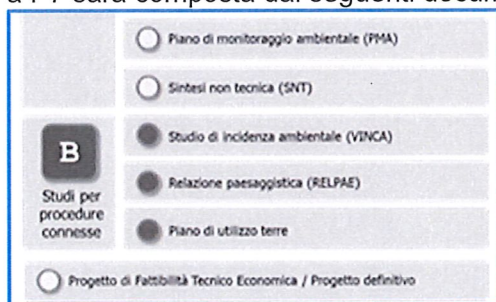 Piano di monitoraggio ambientale (PMA)
Sintesi non tecnica (SNT)
B
Studi per
procedure
connesse
Studio di incidenza ambientale (VINCA)
Relazione paesaggistica (RELPAE)
Piano di utilizzo terre
Progetto di Fattibilità Tecnico Economica / Progetto definitivo